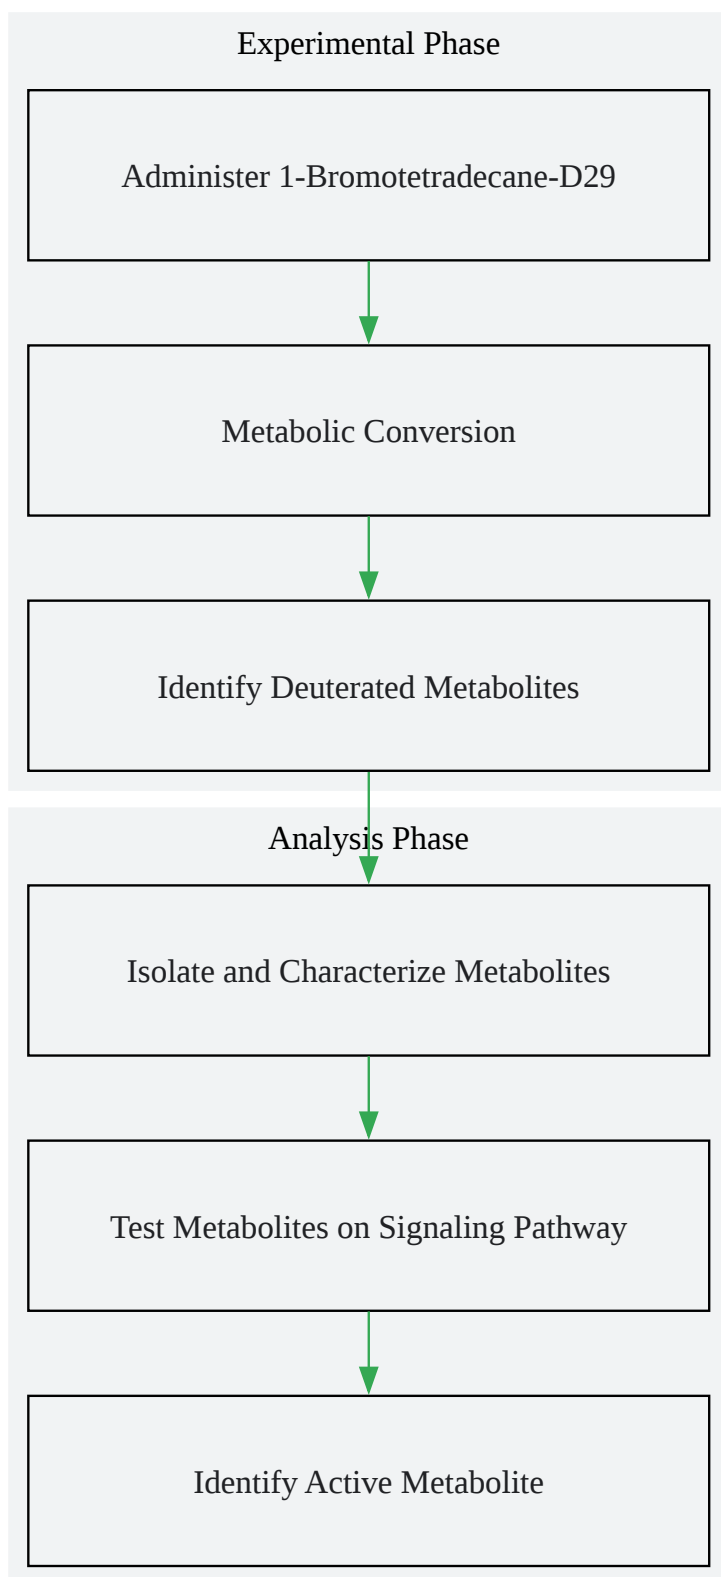 Experimental Phase
Administer 1-Bromotetradecane-D29
Metabolic Conversion
Identify Deuterated Metabolites
Analysis Phase
Isolate and Characterize Metabolites
Test Metabolites on Signaling Pathway
Identify Active Metabolite